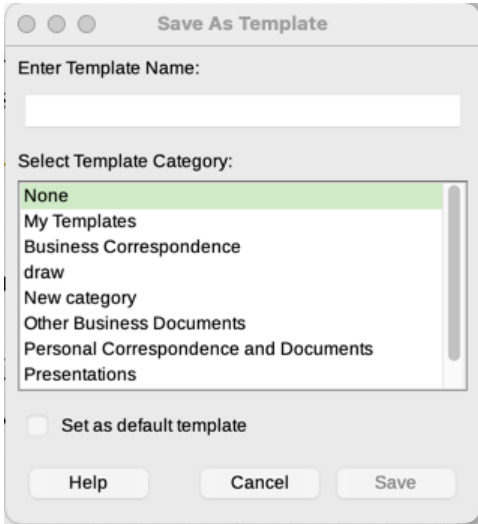 Save As Template
Enter Template Name:
Select Template Category:
None
My Templates
Business Correspondence
draw
New category
Other Business Documents
Personal Correspondence and Documents
Presentations
Set as default template
Help Cancel Save